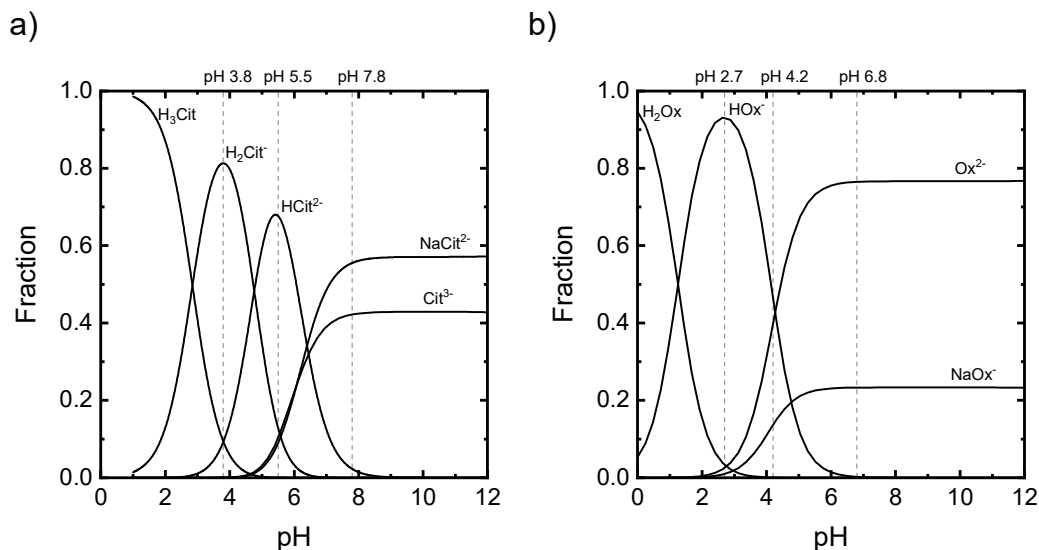 a)
pH 3.8 pH 5.5 pH 7.8
1.0
H₃Cit
0.8
H₂Cit⁻
HCit²⁻
0.6
NaCit²⁻
Cit³⁻
0.4
0.2
0.0
0 2 4 6 8 10 12
Fraction
pH
b)
pH 2.7 pH 4.2 pH 6.8
1.0
H₂Ox
HOx⁻
0.8
Ox²⁻
0.6
0.4
NaOx⁻
0.2
0.0
0 2 4 6 8 10 12
Fraction
pH